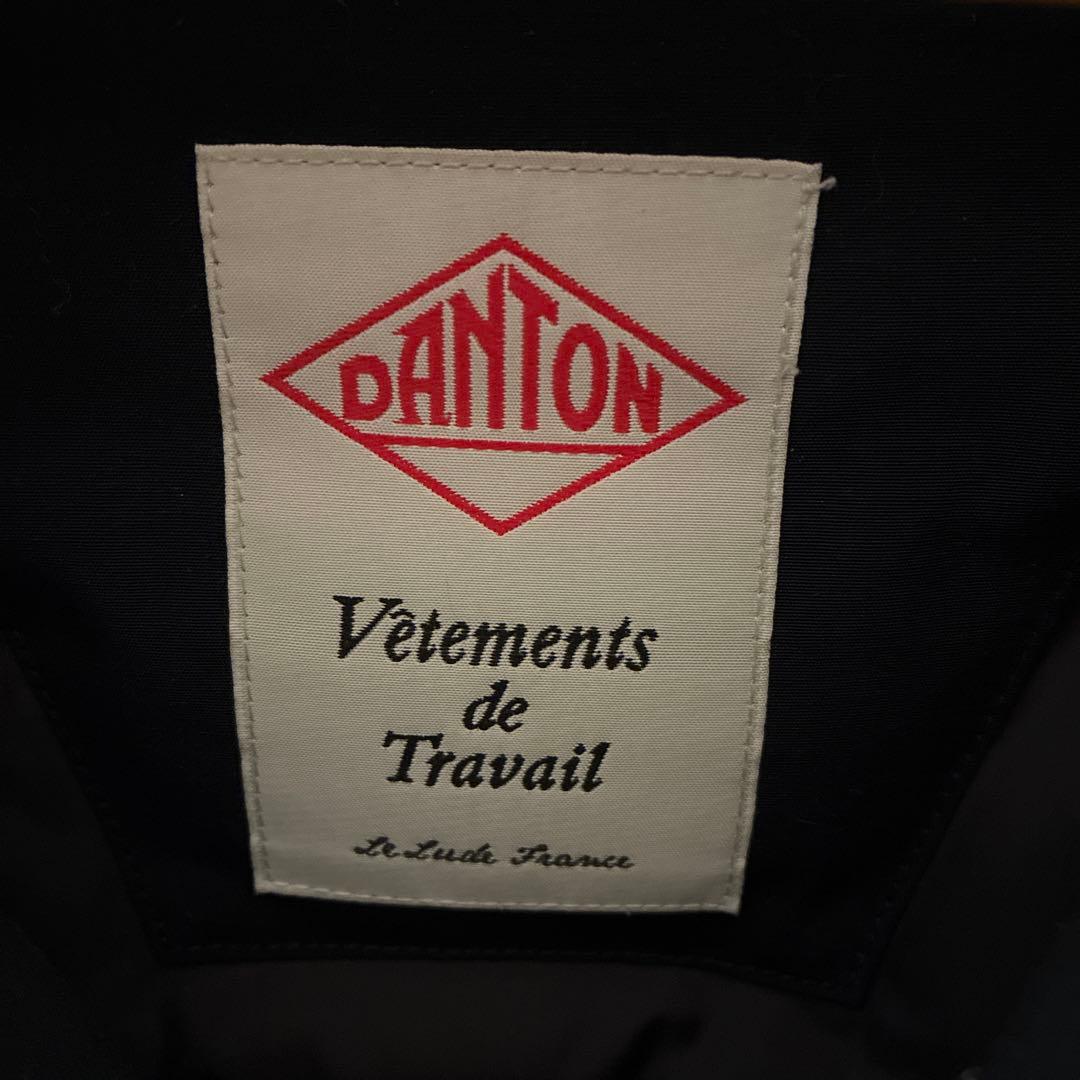 DANTON
Vêtements
de
Travail
Le Lude France